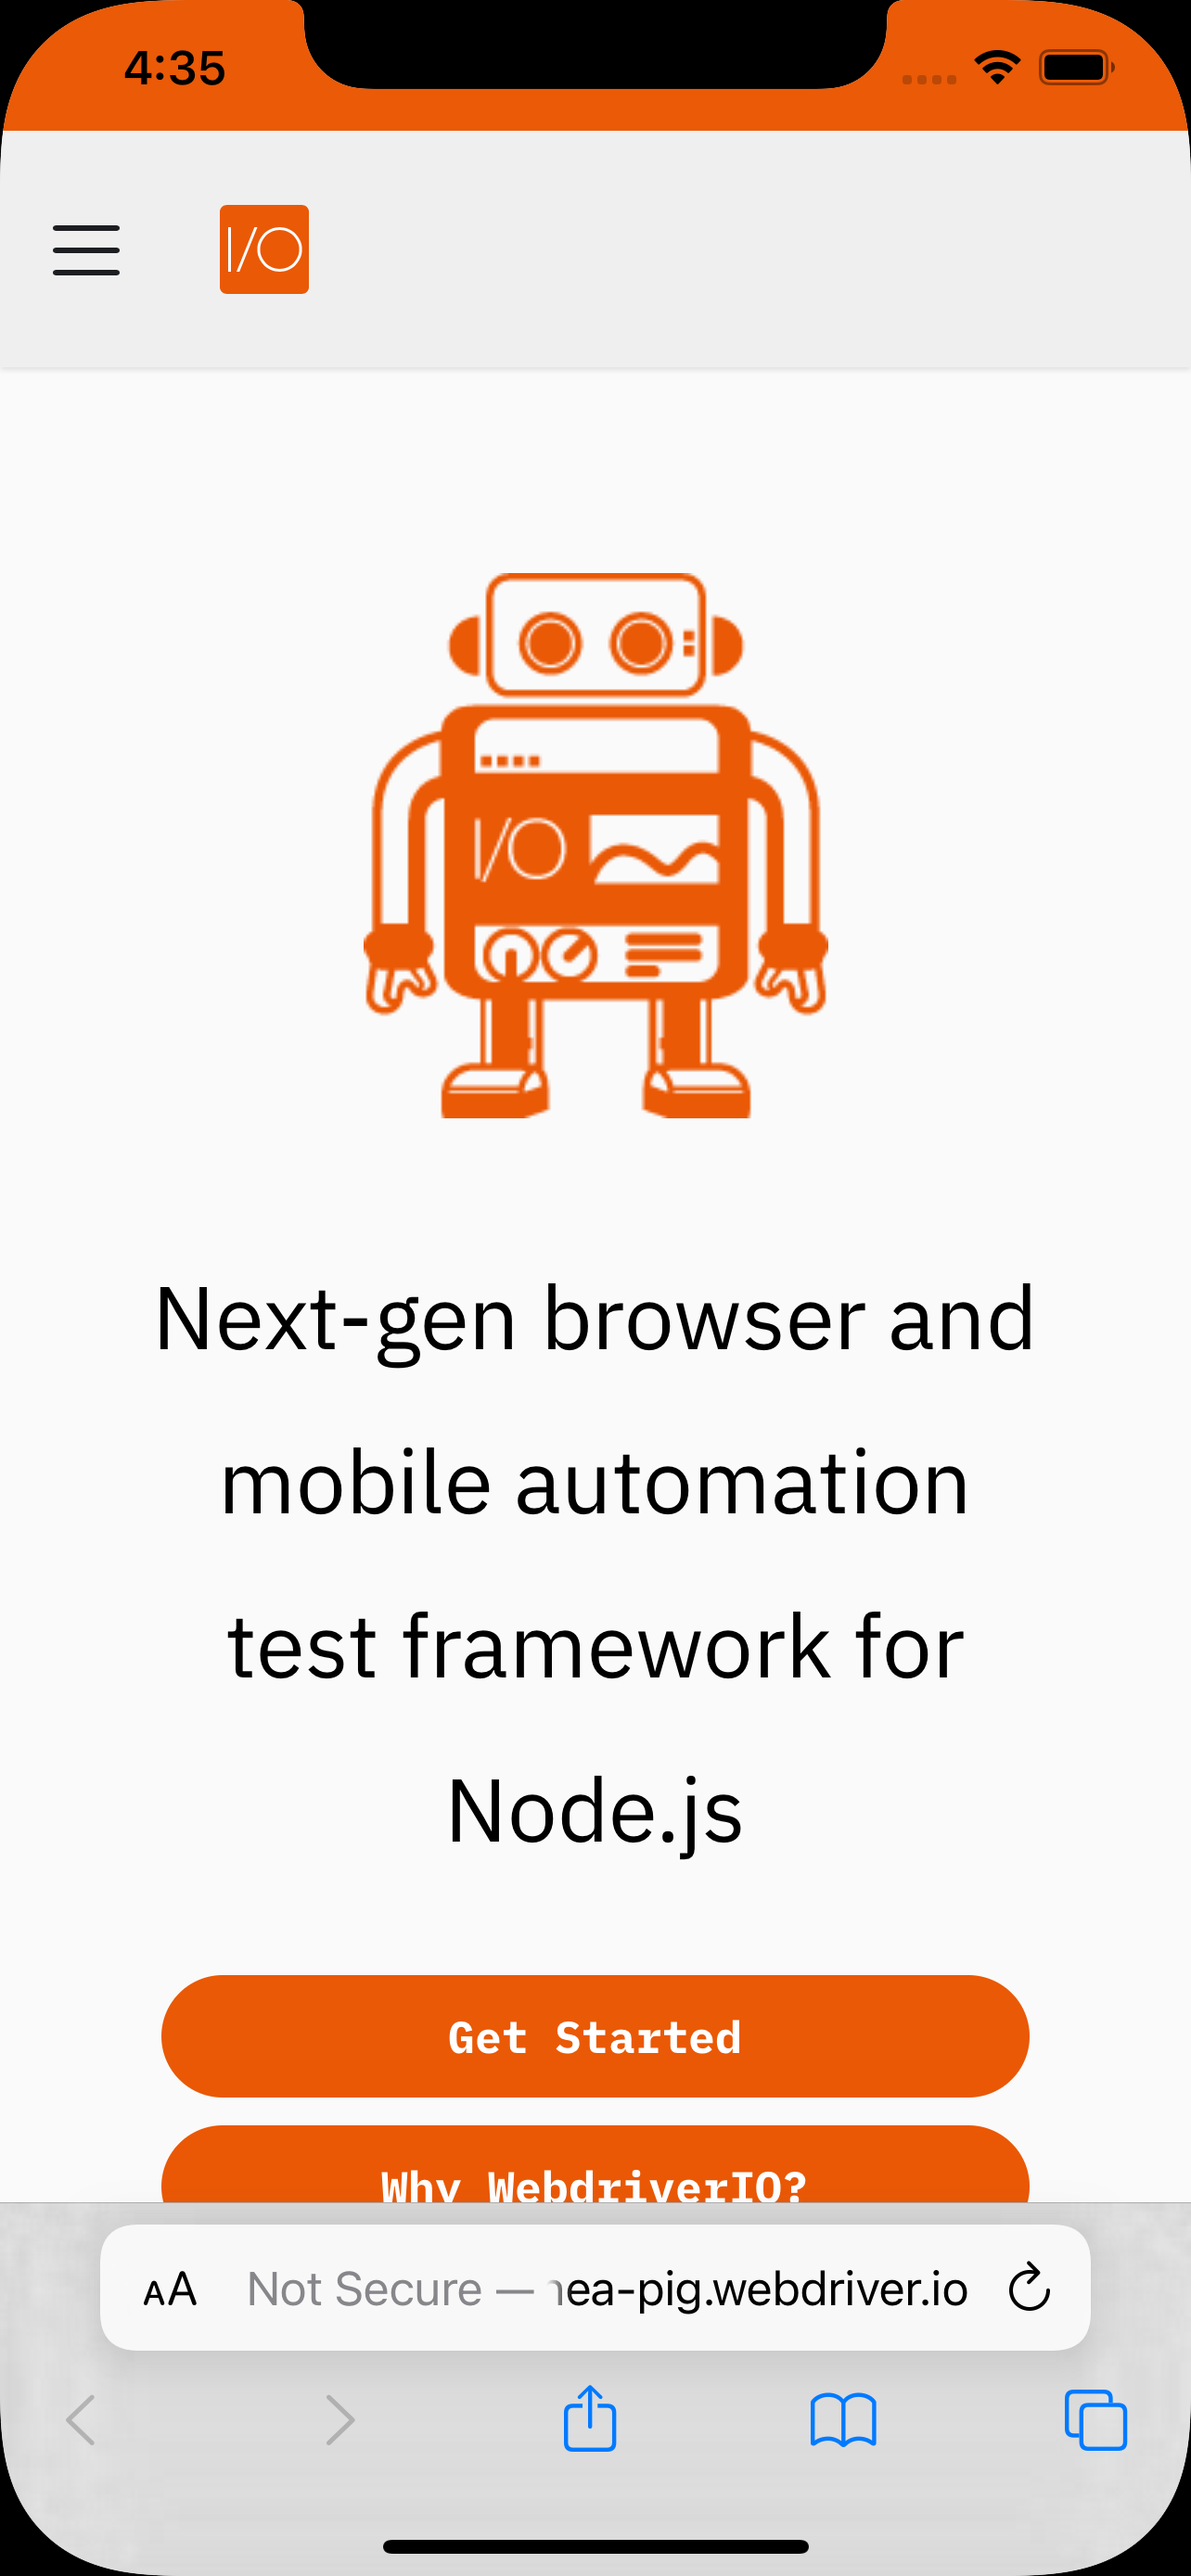 4:35
I/O
I/O
Next-gen browser and
mobile automation
test framework for
Node.js
Get Started
Why WebdriverIO?
AA Not Secure — ea-pig.webdriver.io